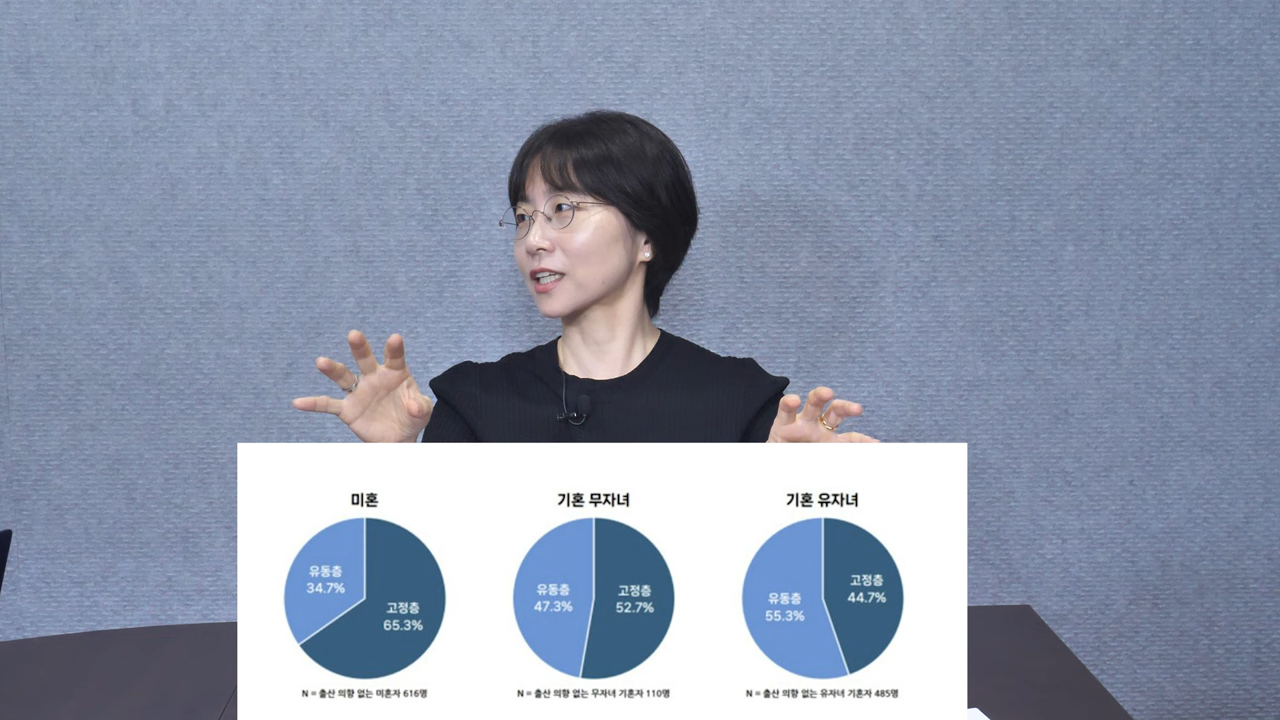 미혼
유동층
34.7%
고정층
65.3%
N = 출산 의향 없는 미혼자 616명
기혼 무자녀
유동층
47.3%
고정층
52.7%
N = 출산 의향 없는 무자녀 기혼자 110명
기혼 유자녀
유동층
55.3%
고정층
44.7%
N = 출산 의향 없는 유자녀 기혼자 485명